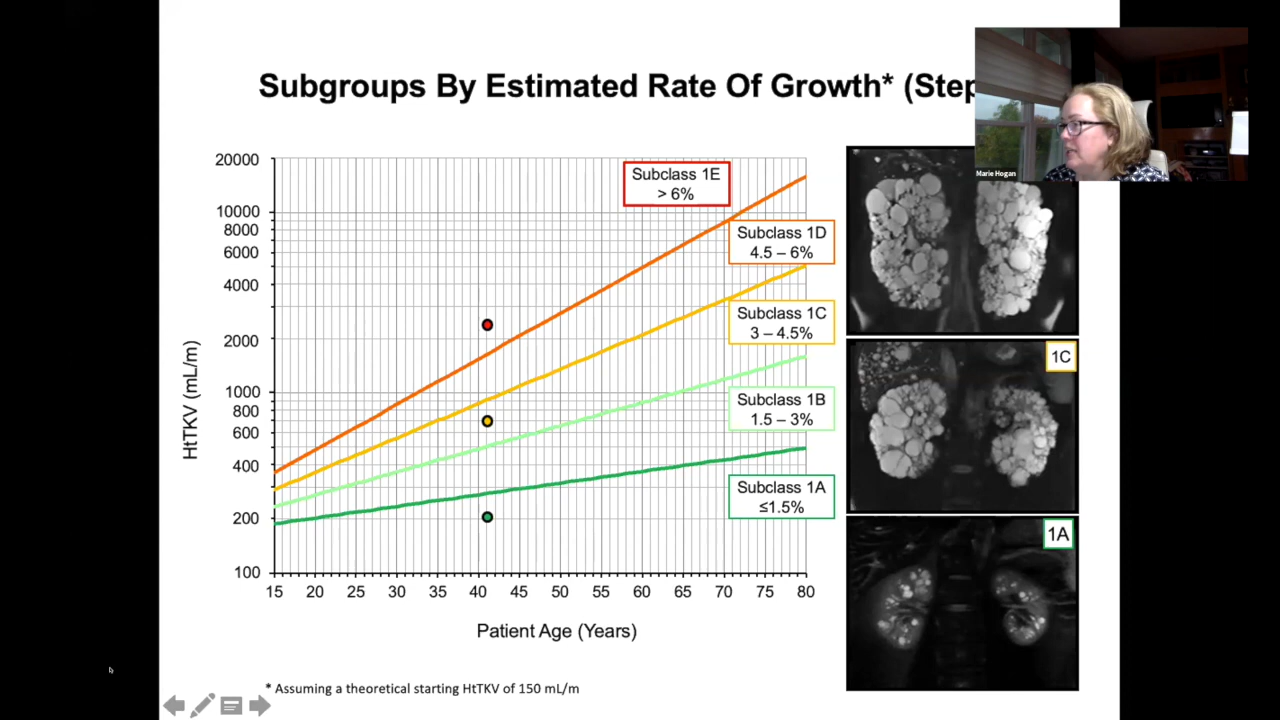 Subgroups By Estimated Rate Of Growth* (Step
Marie Hogan
20000
10000
8000
6000
4000
2000
1000
800
600
400
200
100
HtTKV (mL/m)
Subclass 1E
> 6%
Subclass 1D
4.5 – 6%
Subclass 1C
3 – 4.5%
Subclass 1B
1.5 – 3%
Subclass 1A
≤1.5%
15 20 25 30 35 40 45 50 55 60 65 70 75 80
Patient Age (Years)
1C
1A
* Assuming a theoretical starting HtTKV of 150 mL/m